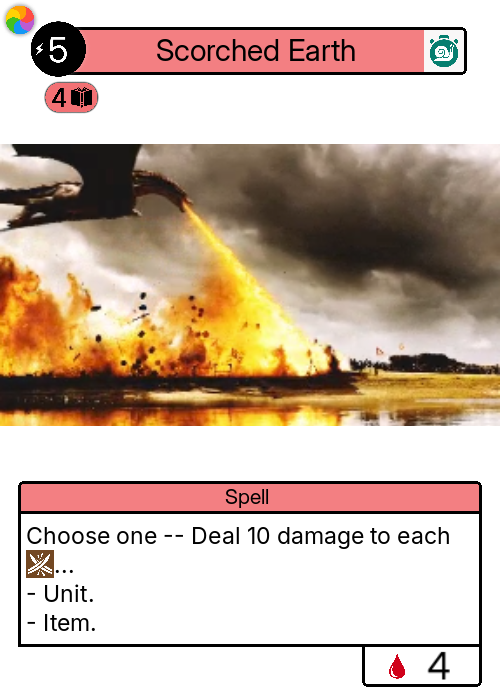 5
Scorched Earth
4
Spell
Choose one -- Deal 10 damage to each
...
- Unit.
- Item.
4